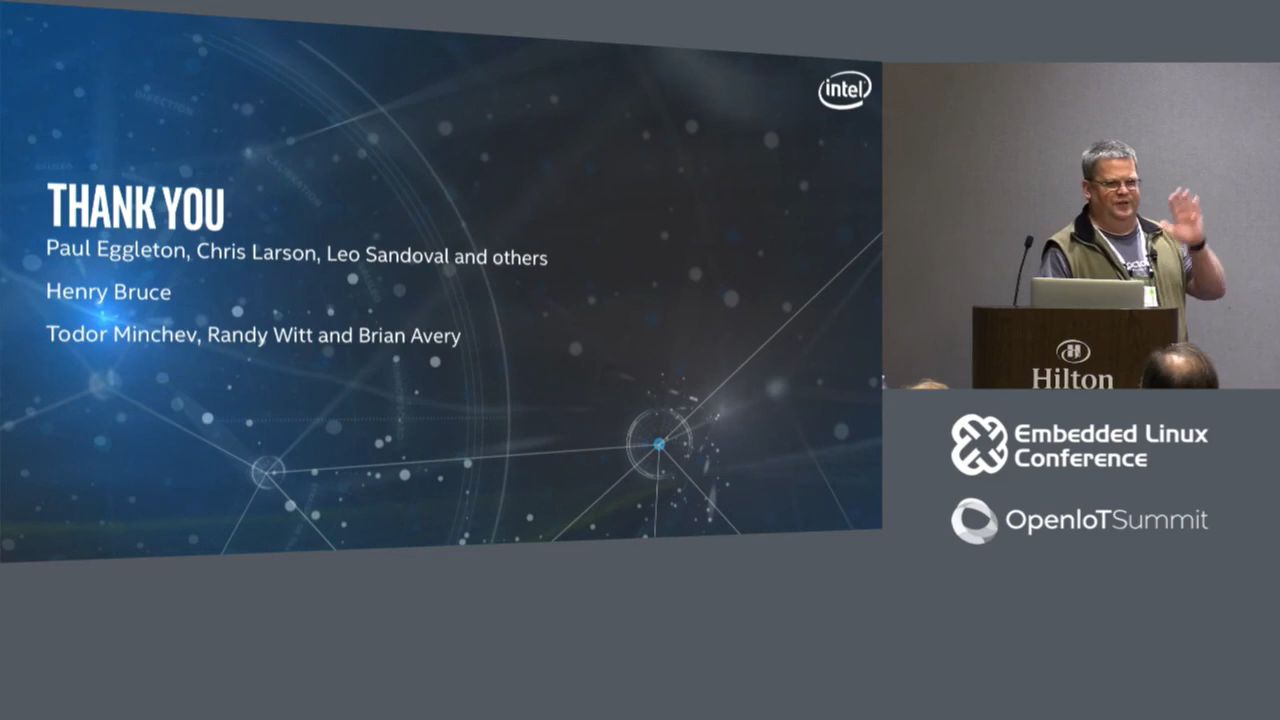 intel
THANK YOU
Paul Eggleton, Chris Larson, Leo Sandoval and others
Henry Bruce
Todor Minchev, Randy Witt and Brian Avery
Hilton
Embedded Linux
Conference
OpenIoTSummit